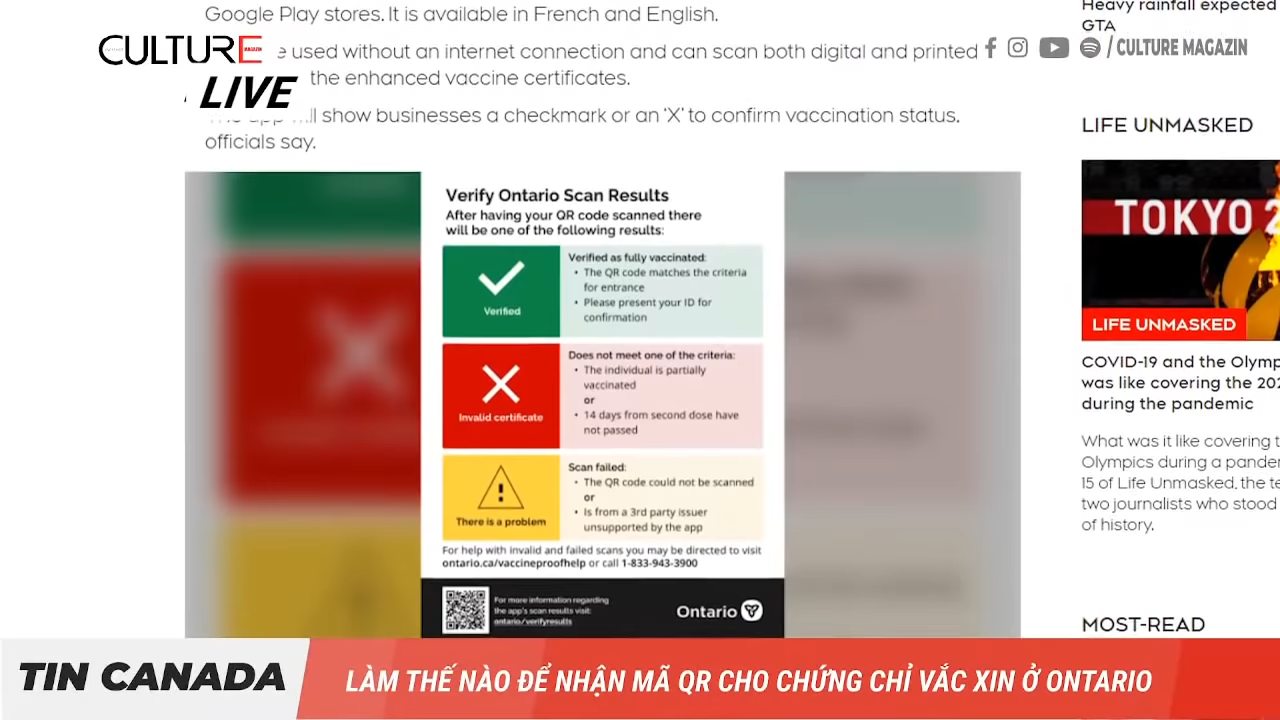 Google Play stores. It is available in French and English.
CULTURE
MAGAZIN
LIVE
used without an internet connection and can scan both digital and printed
the enhanced vaccine certificates.
show businesses a checkmark or an 'X' to confirm vaccination status,
officials say.
/ CULTURE MAGAZIN
Heavy rainfall expected
GTA
LIFE UNMASKED
TOKYO 2
LIFE UNMASKED
COVID-19 and the Olymp
was like covering the 202
during the pandemic
What was it like covering t
Olympics during a pander
15 of Life Unmasked, the te
two journalists who stood
of history.
MOST-READ
Verify Ontario Scan Results
After having your QR code scanned there
will be one of the following results:
Verified
Verified as fully vaccinated:
• The QR code matches the criteria
for entrance
• Please present your ID for
confirmation
Invalid certificate
Does not meet one of the criteria:
• The individual is partially
vaccinated
or
• 14 days from second dose have
not passed
There is a problem
Scan failed:
• The QR code could not be scanned
or
• Is from a 3rd party issuer
unsupported by the app
For help with invalid and failed scans you may be directed to visit
ontario.ca/vaccineproofhelp or call 1-833-943-3900
For more information regarding
the app's scan results visit:
ontario/verifyresults
Ontario
TIN CANADA
LÀM THẾ NÀO ĐỂ NHẬN MÃ QR CHO CHỨNG CHỈ VẮC XIN Ở ONTARIO